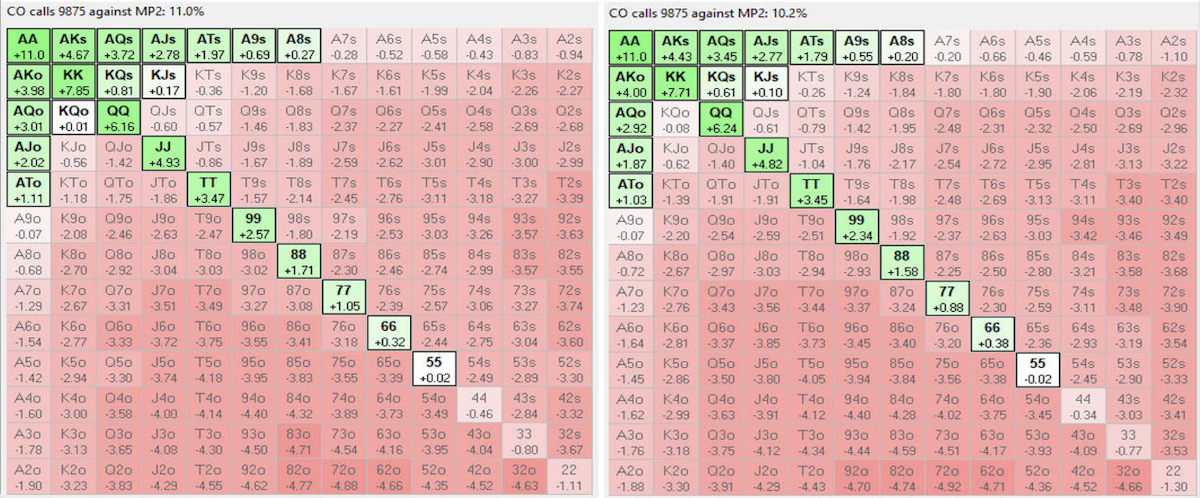 CO calls 9875 against MP2: 11.0%
AA AKs AQs AJs ATs A9s A8s A7s A6s A5s A4s A3s A2s
+11.0 +4.67 +3.72 +2.78 +1.97 +0.69 +0.27 -0.28 -0.52 -0.58 -0.43 -0.83 -0.94
AKo KK KQs KJs KTs K9s K8s K7s K6s K5s K4s K3s K2s
+3.98 +7.85 +0.81 +0.17 -0.36 -1.20 -1.68 -1.67 -1.61 -1.99 -2.04 -2.26 -2.27
AQo KQo QQ QJs QTs Q9s Q8s Q7s Q6s Q5s Q4s Q3s Q2s
+3.01 +0.01 +6.16 -0.60 -0.57 -1.46 -1.83 -2.37 -2.27 -2.41 -2.58 -2.69 -2.68
AJo KJo QJo JJ JTs J9s J8s J7s J6s J5s J4s J3s J2s
+2.02 -0.56 -1.42 +4.93 -0.86 -1.67 -1.89 -2.59 -2.62 -3.01 -2.90 -3.00 -2.99
ATo KTo QTo JTo TT T9s T8s T7s T6s T5s T4s T3s T2s
+1.11 -1.18 -1.75 -1.86 +3.47 -1.57 -2.14 -2.45 -2.76 -3.11 -3.18 -3.27 -3.39
A9o K9o Q9o J9o T9o 99 98s 97s 96s 95s 94s 93s 92s
-0.07 -2.08 -2.46 -2.63 -2.47 +2.57 -1.80 -2.19 -2.53 -3.03 -3.26 -3.57 -3.63
A8o K8o Q8o J8o T8o 98o 88 87s 86s 85s 84s 83s 82s
-0.68 -2.70 -2.92 -3.04 -3.03 -3.02 +1.71 -2.30 -2.46 -2.74 -2.99 -3.57 -3.55
A7o K7o Q7o J7o T7o 97o 87o 77 76s 75s 74s 73s 72s
-1.29 -2.67 -3.31 -3.51 -3.49 -3.27 -3.08 +1.05 -2.39 -2.57 -3.06 -3.27 -3.74
A6o K6o Q6o J6o T6o 96o 86o 76o 66 65s 64s 63s 62s
-1.54 -2.77 -3.33 -3.72 -3.75 -3.55 -3.41 -3.18 +0.32 -2.44 -2.75 -3.04 -3.60
A5o K5o Q5o J5o T5o 95o 85o 75o 65o 55 54s 53s 52s
-1.42 -2.94 -3.30 -3.74 -4.18 -3.95 -3.83 -3.55 -3.39 +0.02 -2.49 -2.89 -3.30
A4o K4o Q4o J4o T4o 94o 84o 74o 64o 54o 44 43s 42s
-1.60 -3.00 -3.58 -4.00 -4.14 -4.40 -4.32 -3.89 -3.73 -3.49 -0.46 -2.84 -3.32
A3o K3o Q3o J3o T3o 93o 83o 73o 63o 53o 43o 33 32s
-1.78 -3.13 -3.65 -4.08 -4.30 -4.50 -4.71 -4.54 -4.16 -3.95 -4.04 -0.80 -3.67
A2o K2o Q2o J2o T2o 92o 82o 72o 62o 52o 42o 32o 22
-1.90 -3.23 -3.83 -4.29 -4.55 -4.62 -4.77 -4.88 -4.66 -4.35 -4.52 -4.63 -1.11
CO calls 9875 against MP2: 10.2%
AA AKs AQs AJs ATs A9s A8s A7s A6s A5s A4s A3s A2s
+11.0 +4.43 +3.45 +2.77 +1.79 +0.55 +0.20 -0.20 -0.66 -0.46 -0.59 -0.78 -1.10
AKo KK KQs KJs KTs K9s K8s K7s K6s K5s K4s K3s K2s
+4.00 +7.71 +0.61 +0.10 -0.26 -1.24 -1.84 -1.80 -1.80 -1.90 -2.06 -2.19 -2.32
AQo KQo QQ QJs QTs Q9s Q8s Q7s Q6s Q5s Q4s Q3s Q2s
+2.92 -0.08 +6.24 -0.61 -0.79 -1.42 -1.95 -2.48 -2.31 -2.32 -2.50 -2.69 -2.96
AJo KJo QJo JJ JTs J9s J8s J7s J6s J5s J4s J3s J2s
+1.87 -0.62 -1.40 +4.82 -1.04 -1.76 -2.17 -2.54 -2.72 -2.95 -2.81 -3.13 -3.22
ATo KTo QTo JTo TT T9s T8s T7s T6s T5s T4s T3s T2s
+1.03 -1.39 -1.91 -1.91 +3.45 -1.64 -1.98 -2.48 -2.69 -3.13 -3.11 -3.40 -3.40
A9o K9o Q9o J9o T9o 99 98s 97s 96s 95s 94s 93s 92s
-0.07 -2.20 -2.54 -2.59 -2.51 +2.34 -1.92 -2.37 -2.63 -3.03 -3.42 -3.46 -3.49
A8o K8o Q8o J8o T8o 98o 88 87s 86s 85s 84s 83s 82s
-0.72 -2.67 -2.97 -3.03 -2.94 -2.93 +1.58 -2.25 -2.50 -2.80 -3.21 -3.58 -3.68
A7o K7o Q7o J7o T7o 97o 87o 77 76s 75s 74s 73s 72s
-1.23 -2.76 -3.43 -3.56 -3.44 -3.37 -3.24 +0.88 -2.30 -2.59 -3.11 -3.48 -3.90
A6o K6o Q6o J6o T6o 96o 86o 76o 66 65s 64s 63s 62s
-1.64 -2.81 -3.37 -3.85 -3.73 -3.45 -3.40 -3.20 +0.38 -2.36 -2.93 -3.19 -3.54
A5o K5o Q5o J5o T5o 95o 85o 75o 65o 55 54s 53s 52s
-1.45 -2.86 -3.50 -3.80 -4.05 -3.94 -3.84 -3.56 -3.38 -0.02 -2.45 -2.90 -3.33
A4o K4o Q4o J4o T4o 94o 84o 74o 64o 54o 44 43s 42s
-1.62 -2.99 -3.63 -3.91 -4.12 -4.40 -4.28 -4.02 -3.75 -3.45 -0.34 -3.03 -3.41
A3o K3o Q3o J3o T3o 93o 83o 73o 63o 53o 43o 33 32s
-1.76 -3.18 -3.75 -4.12 -4.34 -4.44 -4.59 -4.51 -4.17 -3.93 -4.09 -0.77 -3.53
A2o K2o Q2o J2o T2o 92o 82o 72o 62o 52o 42o 32o 22
-1.88 -3.30 -3.91 -4.29 -4.43 -4.70 -4.74 -4.92 -4.71 -4.36 -4.52 -4.66 -1.30